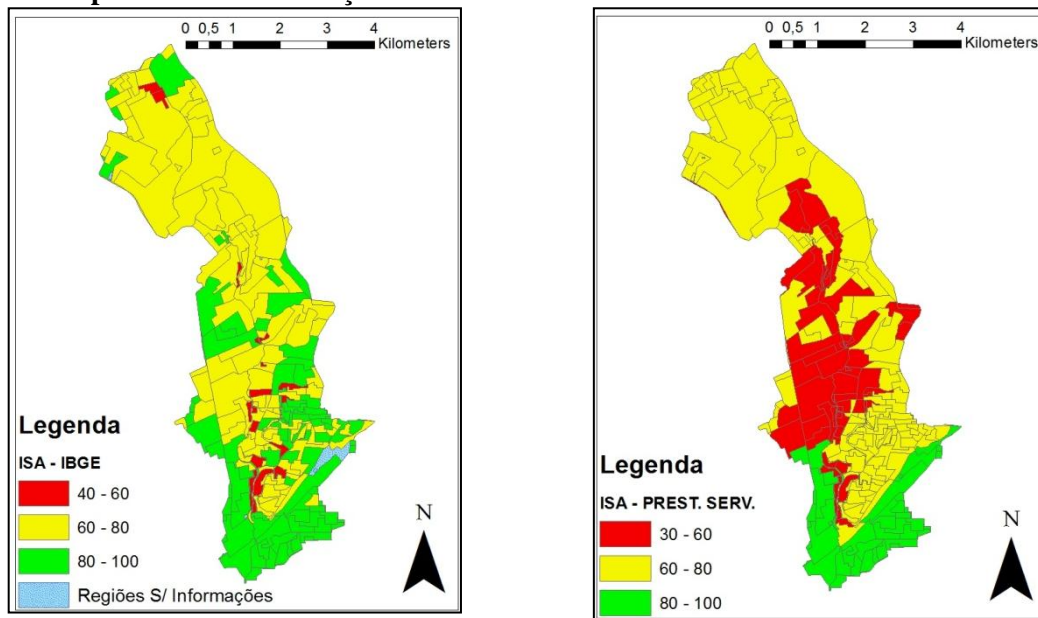 0 0,5 1 2 3 4
Kilometers
Legenda
ISA - IBGE
40 - 60
60 - 80
80 - 100
Regiões S/ Informações
N
0 0,5 1 2 3 4
Kilometers
Legenda
ISA - PREST. SERV.
30 - 60
60 - 80
80 - 100
N